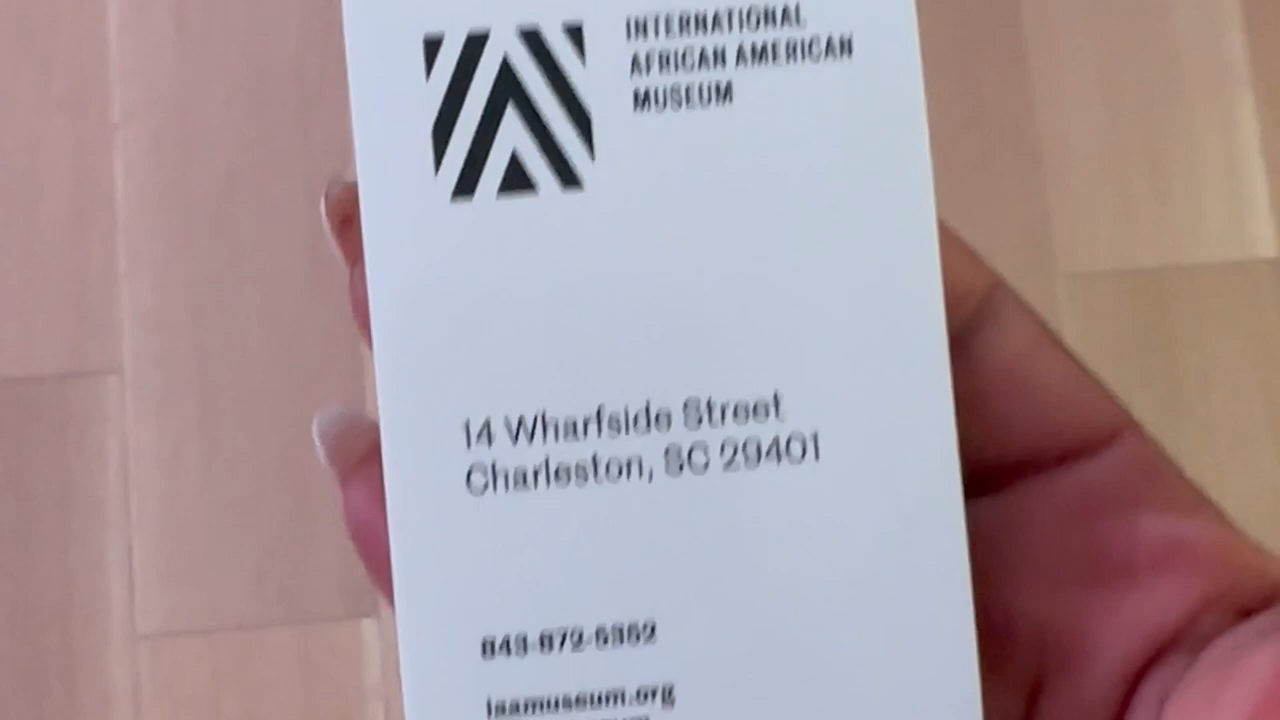 INTERNATIONAL
AFRICAN AMERICAN
MUSEUM
14 Wharfside Street
Charleston, SC 29401
843-872-5352
iaamuseum.org